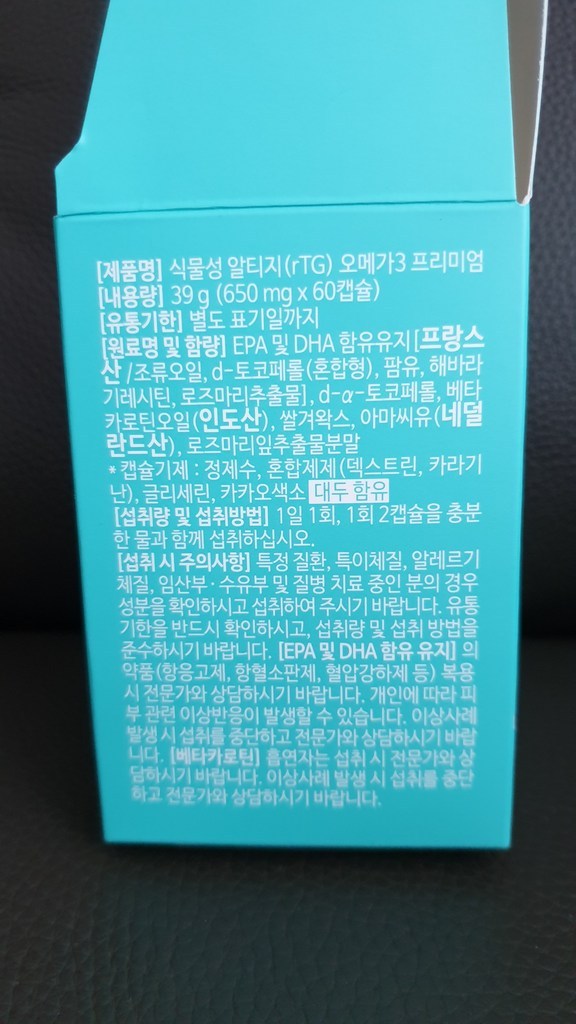 [제품명] 식물성 알티지(rTG) 오메가3 프리미엄
[내용량] 39 g (650 mg x 60캡슐)
[유통기한] 별도 표기일까지
[원료명 및 함량] EPA 및 DHA 함유유지[프랑스
산/조류오일, d-토코페롤(혼합형), 팜유, 해바라
기레시틴, 로즈마리추출물], d-α-토코페롤, 베타
카로틴오일(인도산), 쌀겨왁스, 아마씨유(네덜
란드산), 로즈마리잎추출물분말
* 캡슐기제 : 정제수, 혼합제제(덱스트린, 카라기
난), 글리세린, 카카오색소 대두 함유
[섭취량 및 섭취방법] 1일 1회, 1회 2캡슐을 충분
한 물과 함께 섭취하십시오.
[섭취 시 주의사항] 특정 질환, 특이체질, 알레르기
체질, 임산부·수유부 및 질병 치료 중인 분의 경우
성분을 확인하시고 섭취하여 주시기 바랍니다. 유통
기한을 반드시 확인하시고, 섭취량 및 섭취 방법을
준수하시기 바랍니다. [EPA 및 DHA 함유 유지] 의
약품(항응고제, 항혈소판제, 혈압강하제 등) 복용
시 전문가와 상담하시기 바랍니다. 개인에 따라 피
부 관련 이상반응이 발생할 수 있습니다. 이상사례
발생 시 섭취를 중단하고 전문가와 상담하시기 바랍
니다. [베타카로틴] 흡연자는 섭취 시 전문가와 상
담하시기 바랍니다. 이상사례 발생 시 섭취를 중단
하고 전문가와 상담하시기 바랍니다.